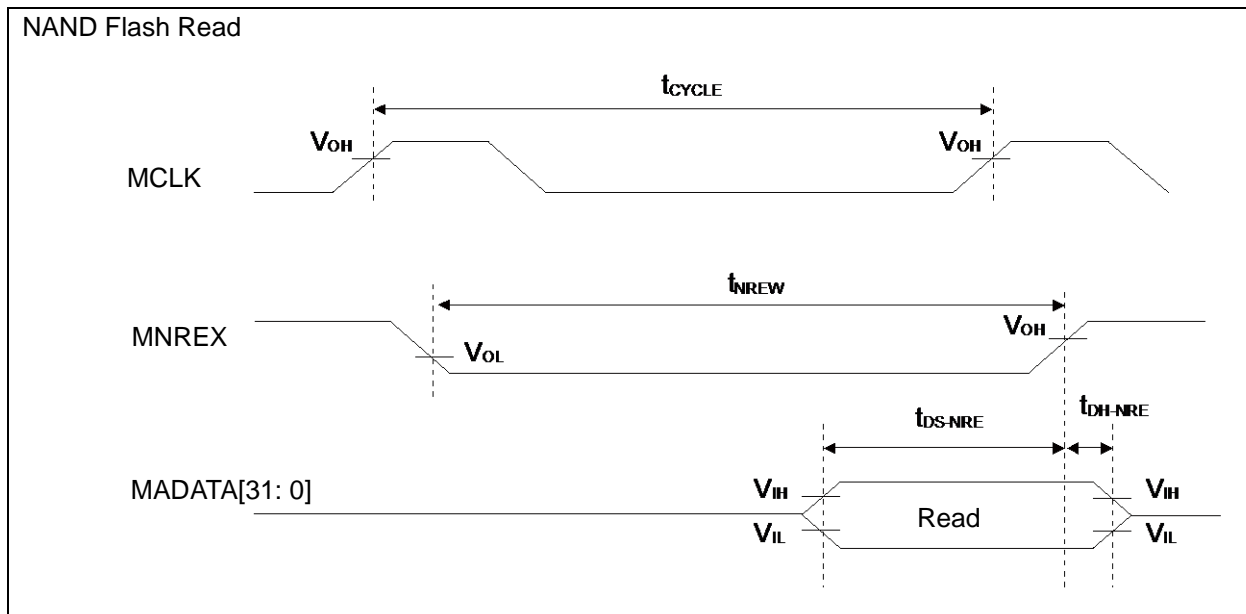 NAND Flash Read
tCYCLE
VOH VOH
MCLK
tNREW
VOH
MNREX
VOL
tDS-NRE tDH-NRE
MADATA[31: 0]
VIH VIH
Read
VIL VIL